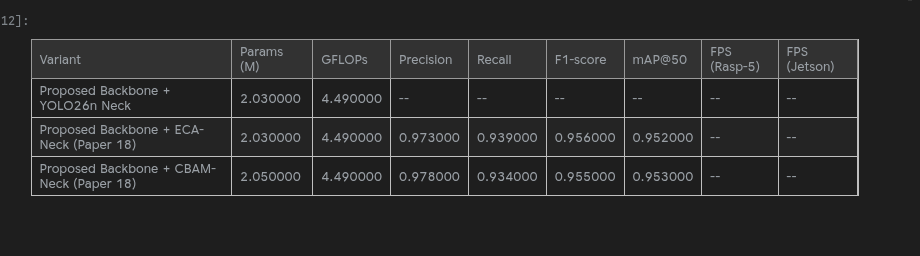 12]:
Variant Params (M) GFLOPs Precision Recall F1-score mAP@50 FPS (Rasp-5) FPS (Jetson)
Proposed Backbone + YOLO26n Neck 2.030000 4.490000 -- -- -- -- -- --
Proposed Backbone + ECA-Neck (Paper 18) 2.030000 4.490000 0.973000 0.939000 0.956000 0.952000 -- --
Proposed Backbone + CBAM-Neck (Paper 18) 2.050000 4.490000 0.978000 0.934000 0.955000 0.953000 -- --